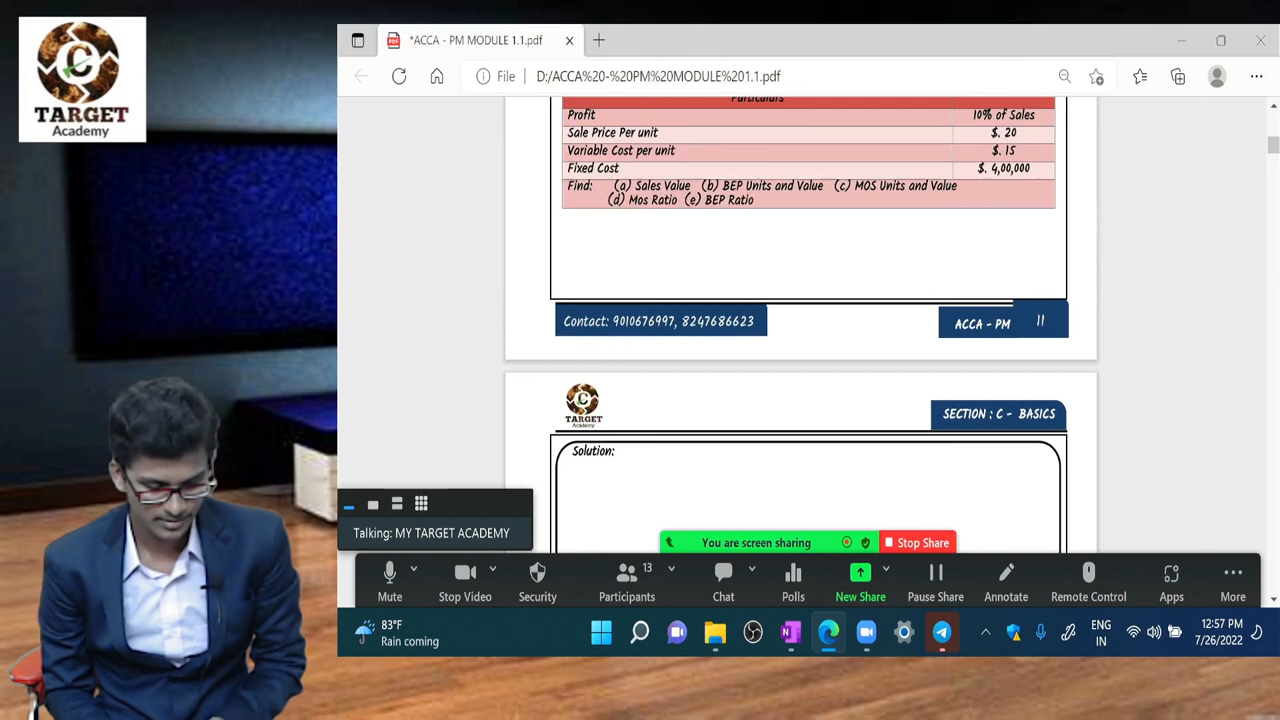 C
TARGET
Academy
*ACCA - PM MODULE 1.1.pdf
File
D:/ACCA%20-%20PM%20MODULE%201.1.pdf
Particulars
Profit 10% of Sales
Sale Price Per unit $. 20
Variable Cost per unit $. 15
Fixed Cost $. 4,00,000
Find: (a) Sales Value (b) BEP Units and Value (c) MOS Units and Value
(d) Mos Ratio (e) BEP Ratio
Contact: 9010676997, 8247686623
ACCA - PM 11
C
TARGET
Academy
SECTION : C - BASICS
Solution:
Talking: MY TARGET ACADEMY
You are screen sharing
Stop Share
13
Mute
Stop Video
Security
Participants
Chat
Polls
New Share
Pause Share
Annotate
Remote Control
Apps
More
83°F
Rain coming
ENG
IN
12:57 PM
7/26/2022